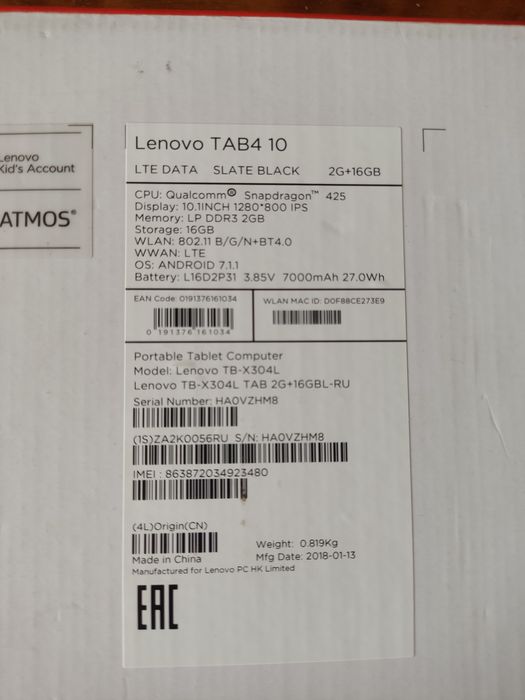 Lenovo
Kid's Account
ATMOS®
Lenovo TAB4 10
LTE DATA SLATE BLACK 2G+16GB
CPU: Qualcomm® Snapdragon™ 425
Display: 10.1INCH 1280*800 IPS
Memory: LP DDR3 2GB
Storage: 16GB
WLAN: 802.11 B/G/N+BT4.0
WWAN: LTE
OS: ANDROID 7.1.1
Battery: L16D2P31 3.85V 7000mAh 27.0Wh
EAN Code: 0191376161034
0 191376 161034
WLAN MAC ID: D0F88CE273E9
Portable Tablet Computer
Model: Lenovo TB-X304L
Lenovo TB-X304L TAB 2G+16GBL-RU
Serial Number: HA0VZHM8
(1S)ZA2K0056RU S/N: HA0VZHM8
IMEI : 863872034923480
(4L)Origin(CN)
Made in China
Weight: 0.819Kg
Mfg Date: 2018-01-13
Manufactured for Lenovo PC HK Limited
EAC